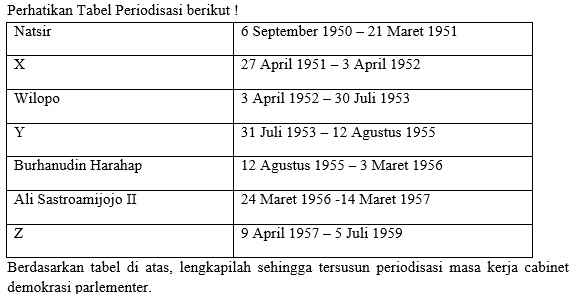 Perhatikan Tabel Periodisasi berikut !
Natsir 6 September 1950 – 21 Maret 1951
X 27 April 1951 – 3 April 1952
Wilopo 3 April 1952 – 30 Juli 1953
Y 31 Juli 1953 – 12 Agustus 1955
Burhanudin Harahap 12 Agustus 1955 – 3 Maret 1956
Ali Sastroamijojo II 24 Maret 1956 -14 Maret 1957
Z 9 April 1957 – 5 Juli 1959
Berdasarkan tabel di atas, lengkapilah sehingga tersusun periodisasi masa kerja cabinet
demokrasi parlementer.